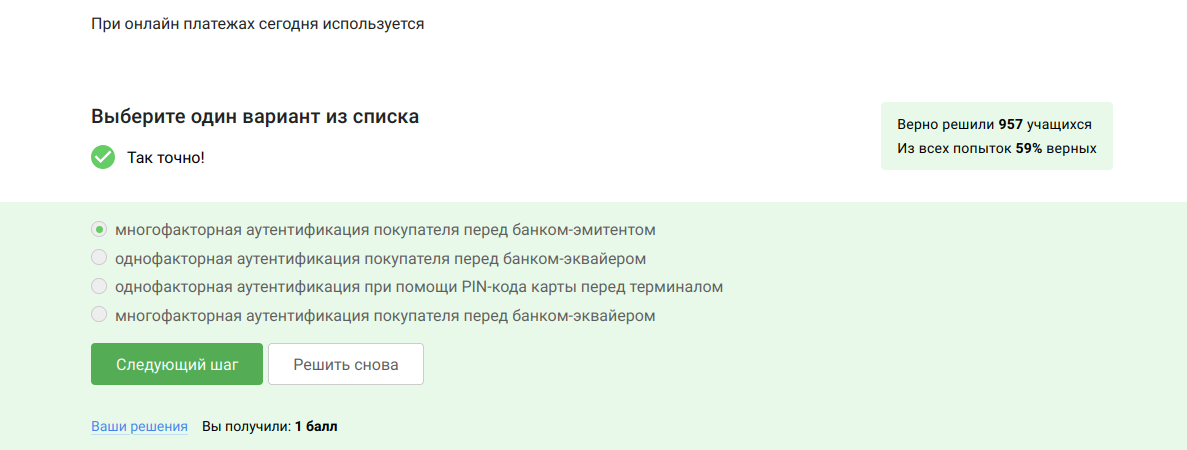 При онлайн платежах сегодня используется
Выберите один вариант из списка
Верно решили 957 учащихся
Из всех попыток 59% верных
Так точно!
многофакторная аутентификация покупателя перед банком-эмитентом
однофакторная аутентификация покупателя перед банком-эквайером
однофакторная аутентификация при помощи PIN-кода карты перед терминалом
многофакторная аутентификация покупателя перед банком-эквайером
Следующий шаг Решить снова
Ваши решения Вы получили: 1 балл